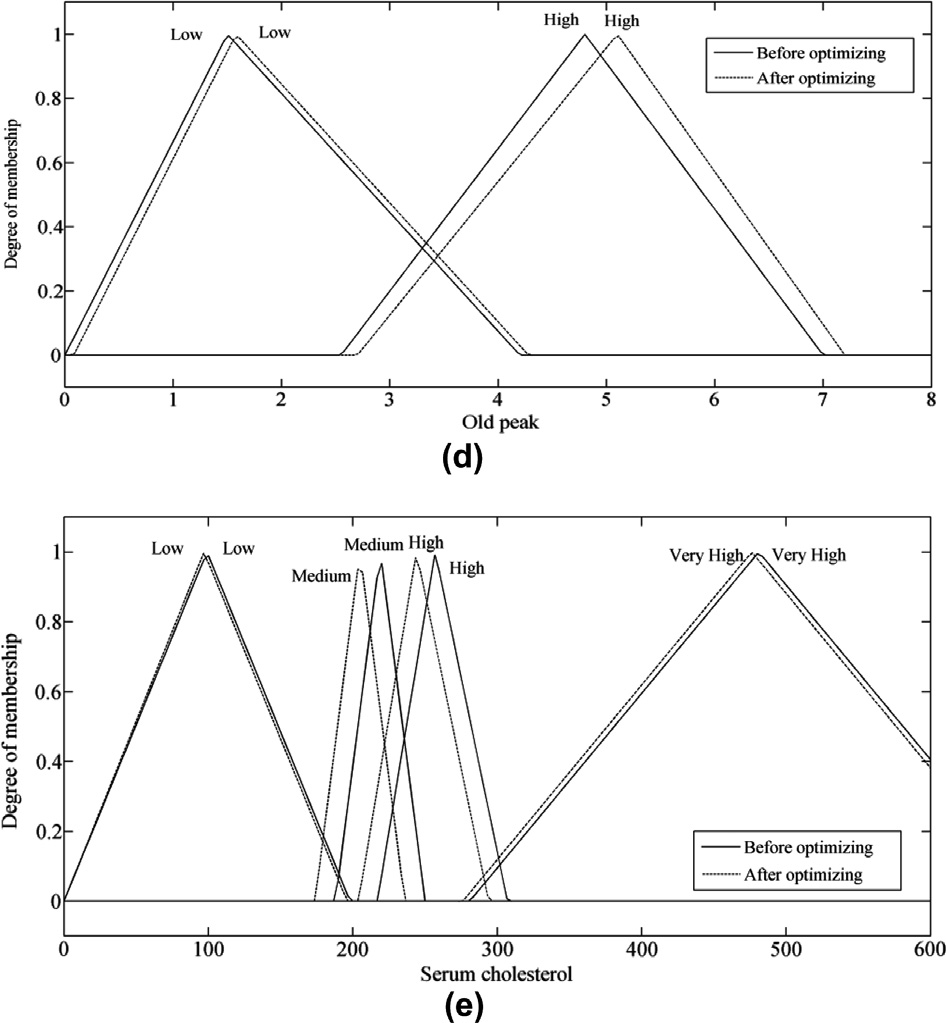 Degree of membership
1
0.8
0.6
0.4
0.2
0
Low
Low
High
High
Before optimizing
After optimizing
0 1 2 3 4 5 6 7 8
Old peak
(d)
Degree of membership
1
0.8
0.6
0.4
0.2
0
Low
Low
Medium
Medium
High
High
Very High
Very High
Before optimizing
After optimizing
0 100 200 300 400 500 600
Serum cholesterol
(e)